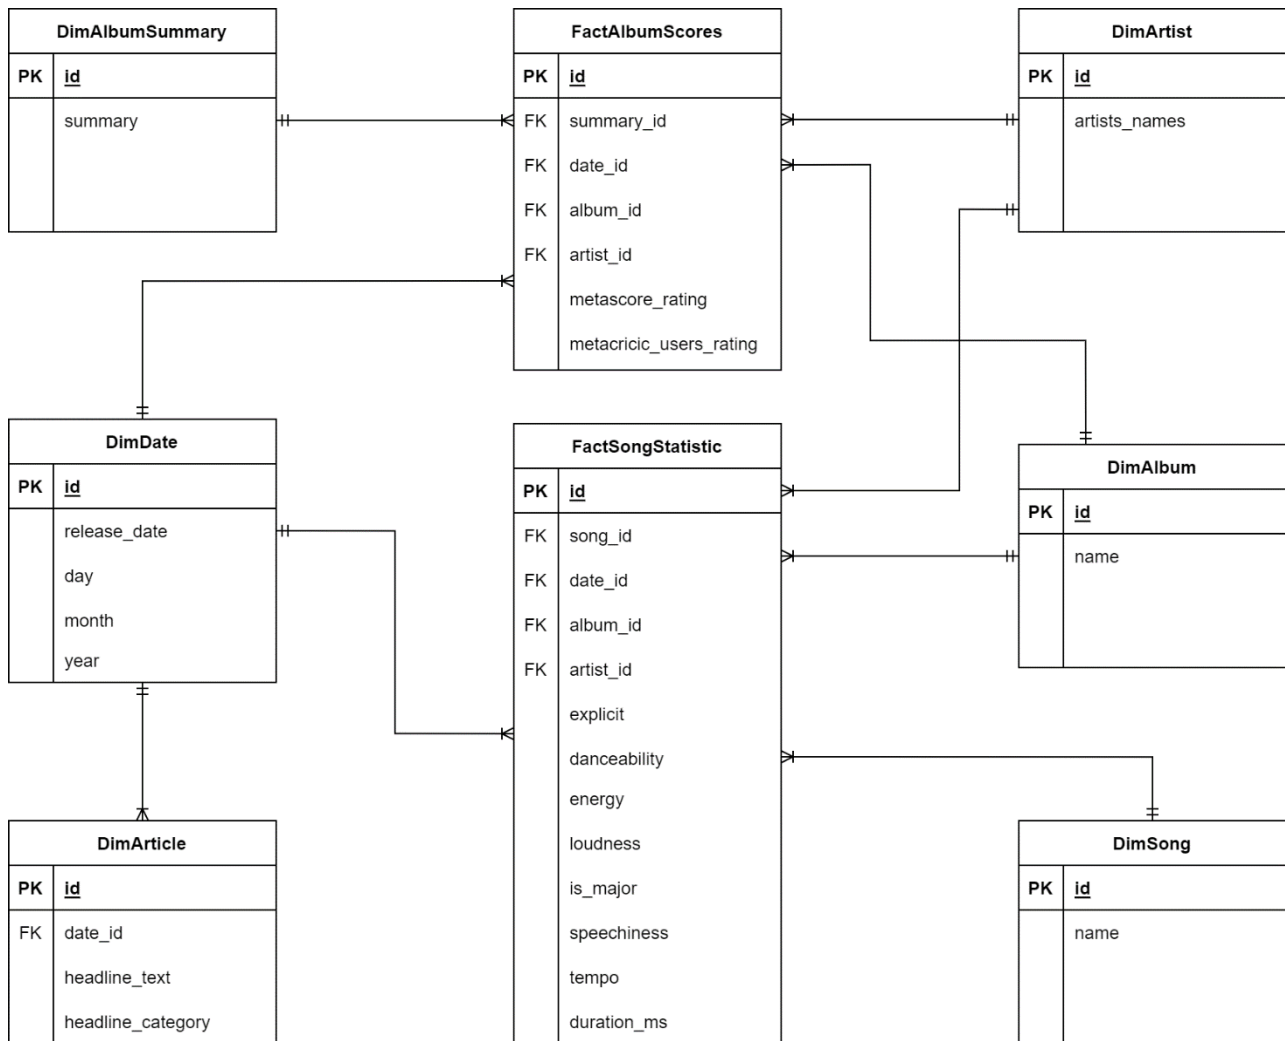 DimAlbumSummary
PK id
summary
FactAlbumScores
PK id
FK summary_id
FK date_id
FK album_id
FK artist_id
metascore_rating
metacricic_users_rating
DimArtist
PK id
artists_names
DimDate
PK id
release_date
day
month
year
FactSongStatistic
PK id
FK song_id
FK date_id
FK album_id
FK artist_id
explicit
danceability
energy
loudness
is_major
speechiness
tempo
duration_ms
DimAlbum
PK id
name
DimArticle
PK id
FK date_id
headline_text
headline_category
DimSong
PK id
name